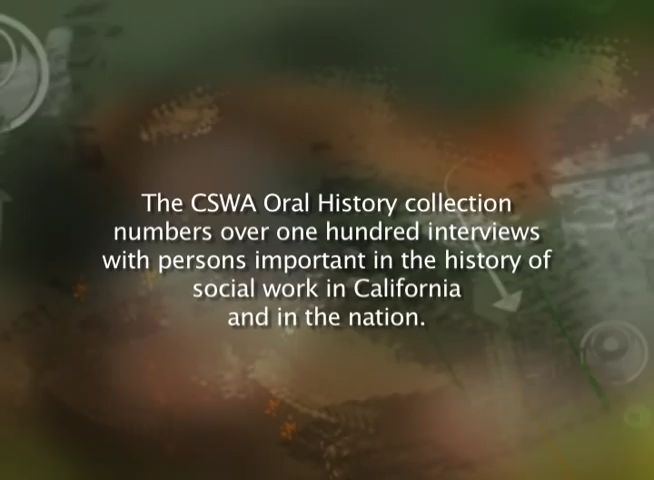 The CSWA Oral History collection
numbers over one hundred interviews
with persons important in the history of
social work in California
and in the nation.